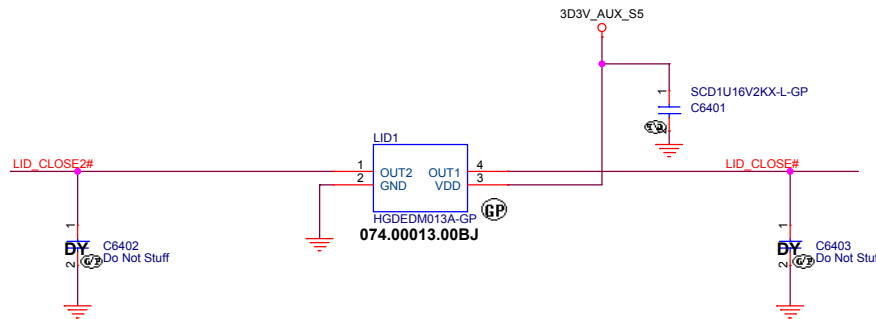 3D3V_AUX_S5
1
SCD1U16V2KX-L-GP
C6401
2
LID1
LID_CLOSE2#
1
OUT2
OUT1
4
LID_CLOSE#
2
GND
VDD
3
HGDEDM013A-GP
GP
074.00013.00BJ
1
DY
C6402
2
G/P
Do Not Stuff
1
DY
C6403
2
G/P
Do Not Stuf